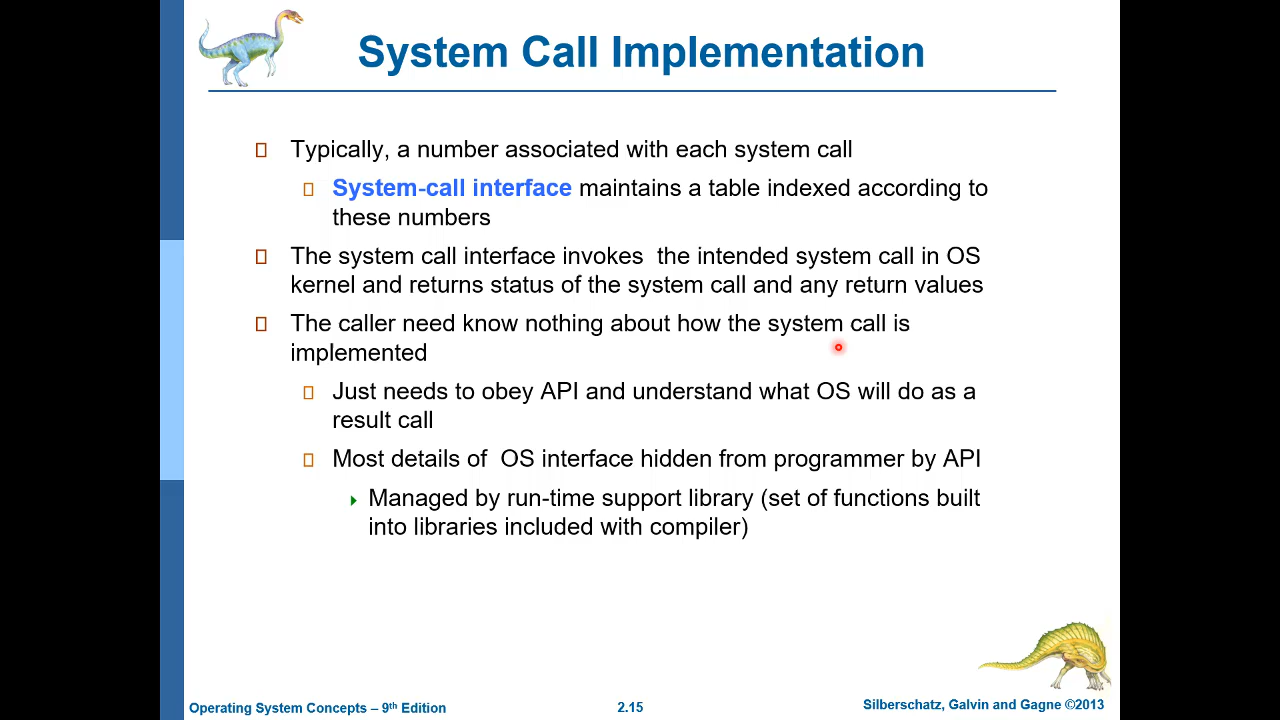 System Call Implementation
Typically, a number associated with each system call
System-call interface maintains a table indexed according to
these numbers
The system call interface invokes  the intended system call in OS
kernel and returns status of the system call and any return values
The caller need know nothing about how the system call is
implemented
Just needs to obey API and understand what OS will do as a
result call
Most details of  OS interface hidden from programmer by API
Managed by run-time support library (set of functions built
into libraries included with compiler)
Operating System Concepts – 9th Edition
2.15
Silberschatz, Galvin and Gagne ©2013